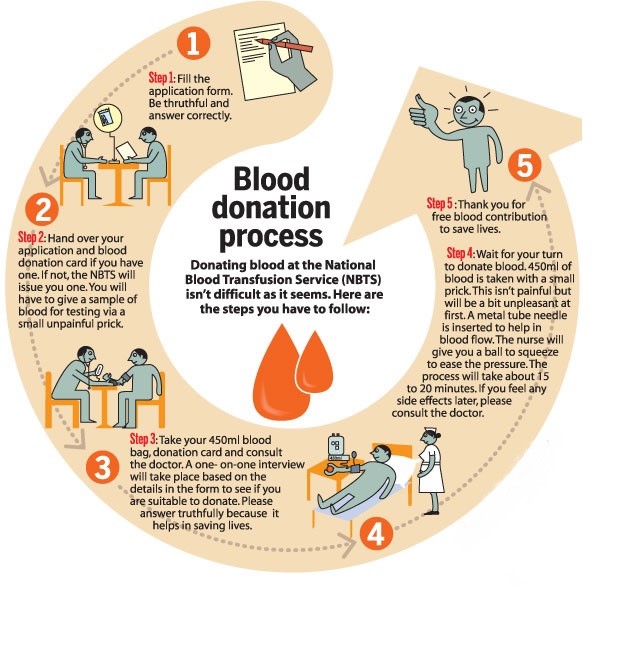 Blood
donation
process
Donating blood at the National
Blood Transfusion Service (NBTS)
isn't difficult as it seems. Here are
the steps you have to follow:
1
Step 1: Fill the
application form.
Be thruthful and
answer correctly.
2
Step 2: Hand over your
application and blood
donation card if you have
one. If not, the NBTS will
issue you one. You will
have to give a sample of
blood for testing via a
small unpainful prick.
3
Step 3: Take your 450ml blood
bag, donation card and consult
the doctor. A one- on-one interview
will take place based on the
details in the form to see if you
are suitable to donate. Please
answer truthfully because it
helps in saving lives.
4
Step 4: Wait for your turn
to donate blood. 450ml of
blood is taken with a small
prick. This isn't painful but
will be a bit unpleasant at
first. A metal tube needle
is inserted to help in
blood flow. The nurse will
give you a ball to squeeze
to ease the pressure. The
process will take about 15
to 20 minutes. If you feel any
side effects later, please
consult the doctor.
5
Step 5: Thank you for
free blood contribution
to save lives.